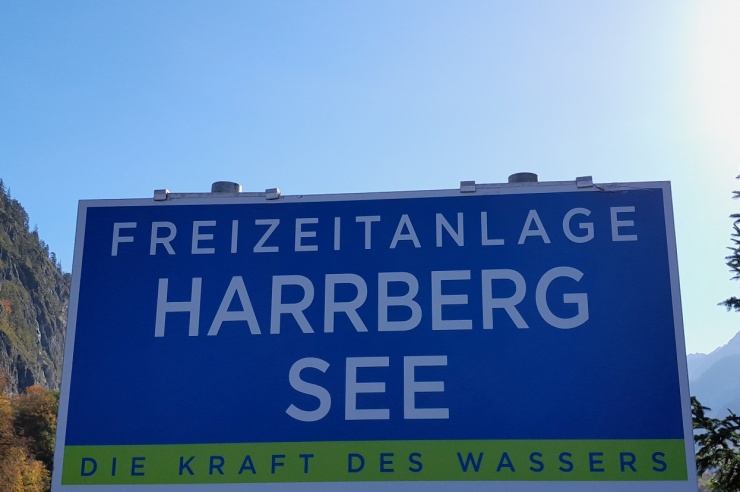 FREIZEITANLAGE
HARRBERG
SEE
DIE KRAFT DES WASSERS